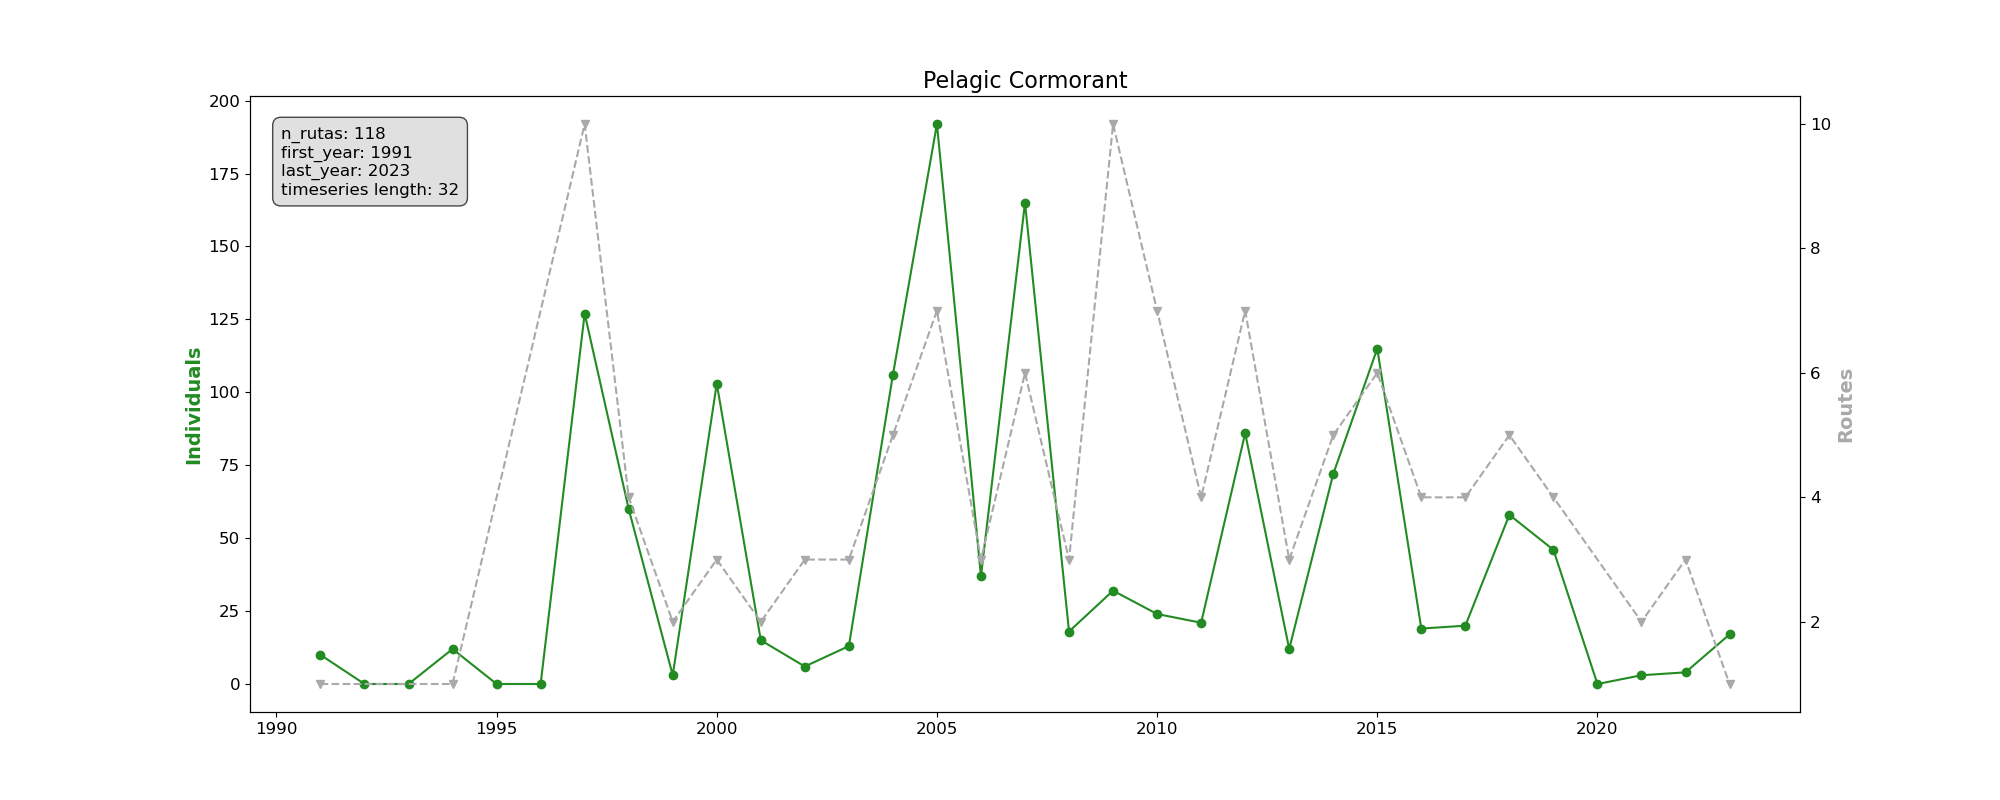 Pelagic Cormorant
n_rutas: 118
first_year: 1991
last_year: 2023
timeseries length: 32
Individuals
200
175
150
125
100
75
50
25
0
Routes
10
8
6
4
2
1990 1995 2000 2005 2010 2015 2020